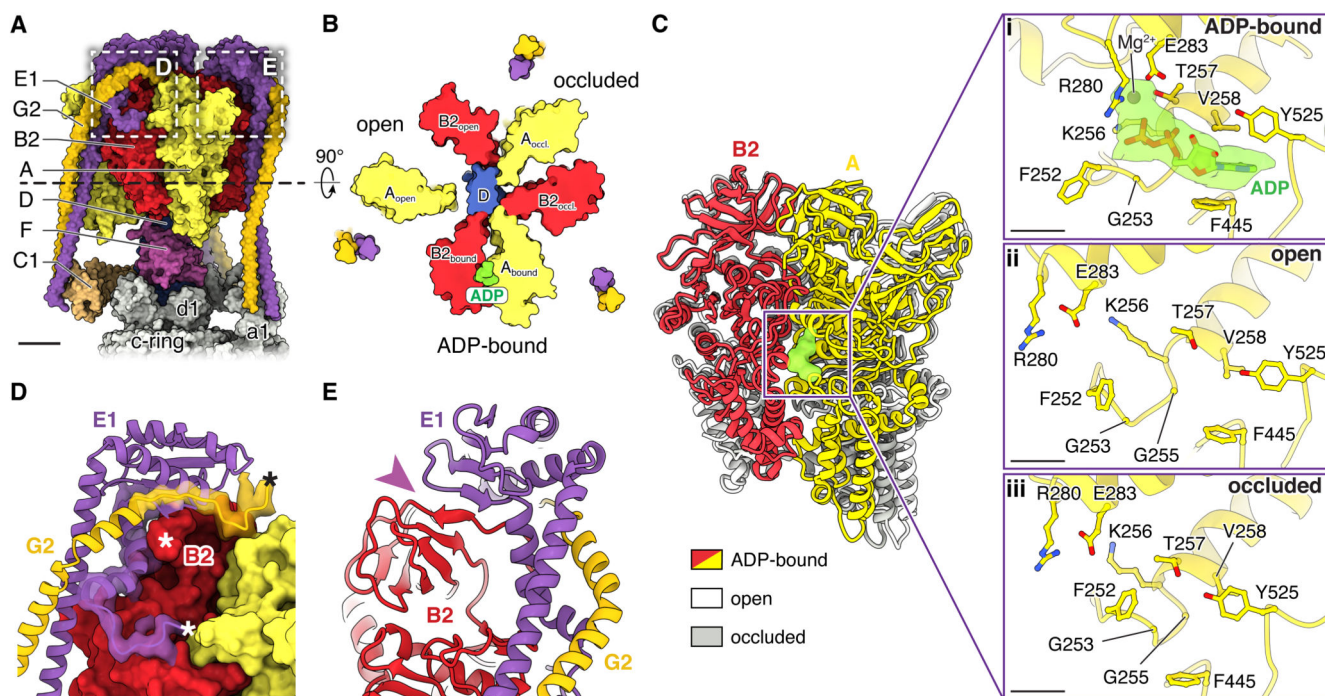 A
D
E
E1
G2
B2
A
D
F
C1
d1
c-ring
a1
90°
B
occluded
open
B2open
Aoccl.
Aopen
D
B2occl.
B2bound
Abound
ADP
ADP-bound
C
B2
A
ADP-bound
open
occluded
i
ADP-bound
Mg2+
E283
R280
T257
V258
Y525
K256
F252
ADP
G253
F445
ii
open
E283
K256
T257
V258
Y525
R280
F252
G253
G255
F445
iii
occluded
R280
E283
K256
T257
V258
F252
Y525
G253
G255
F445
D
E1
*
G2
*
B2
*
E
E1
B2
G2